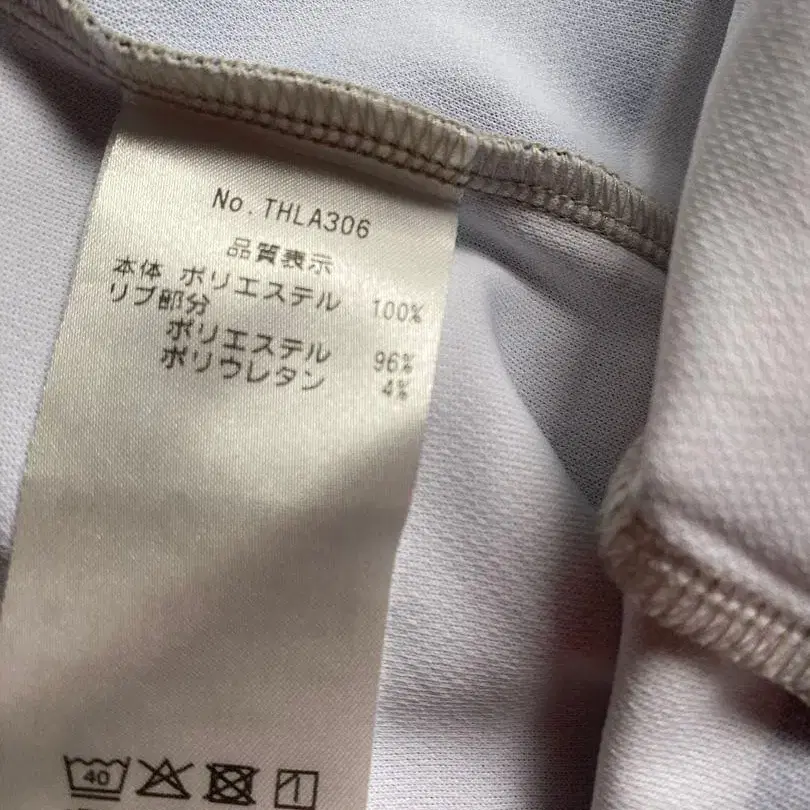 No. THLA306
品質表示
本体 ポリエステル 100%
リブ部分
ポリエステル 96%
ポリウレタン 4%
40